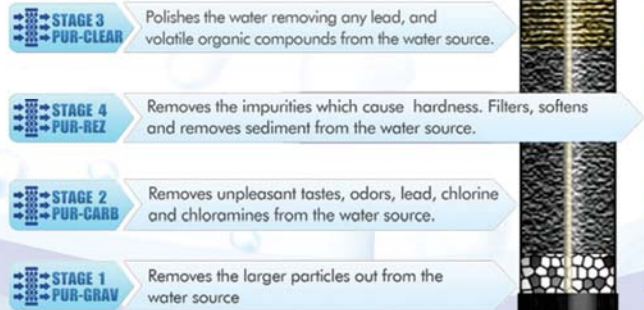 STAGE 3
PUR-CLEAR
Polishes the water removing any lead, and
volatile organic compounds from the water source.
STAGE 4
PUR-REZ
Removes the impurities which cause hardness. Filters, softens
and removes sediment from the water source.
STAGE 2
PUR-CARB
Removes unpleasant tastes, odors, lead, chlorine
and chloramines from the water source.
STAGE 1
PUR-GRAV
Removes the larger particles out from the
water source